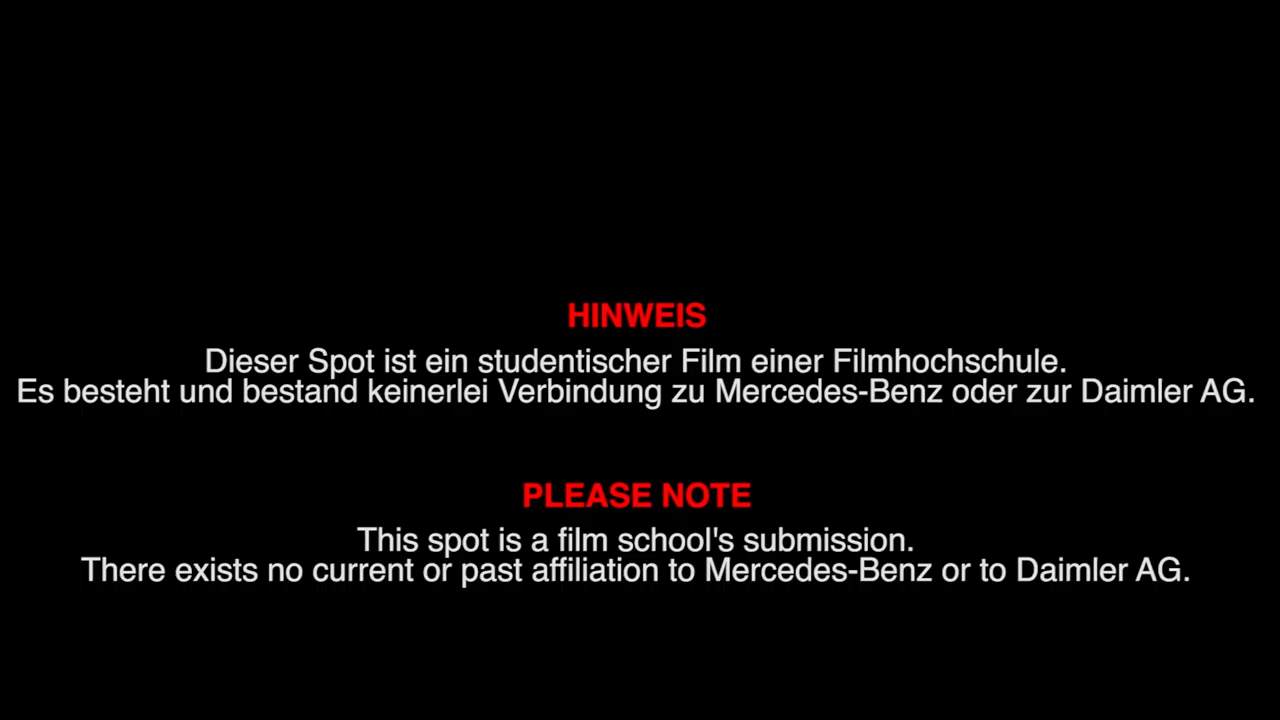 HINWEIS
Dieser Spot ist ein studentischer Film einer Filmhochschule.
Es besteht und bestand keinerlei Verbindung zu Mercedes-Benz oder zur Daimler AG.
PLEASE NOTE
This spot is a film school's submission.
There exists no current or past affiliation to Mercedes-Benz or to Daimler AG.